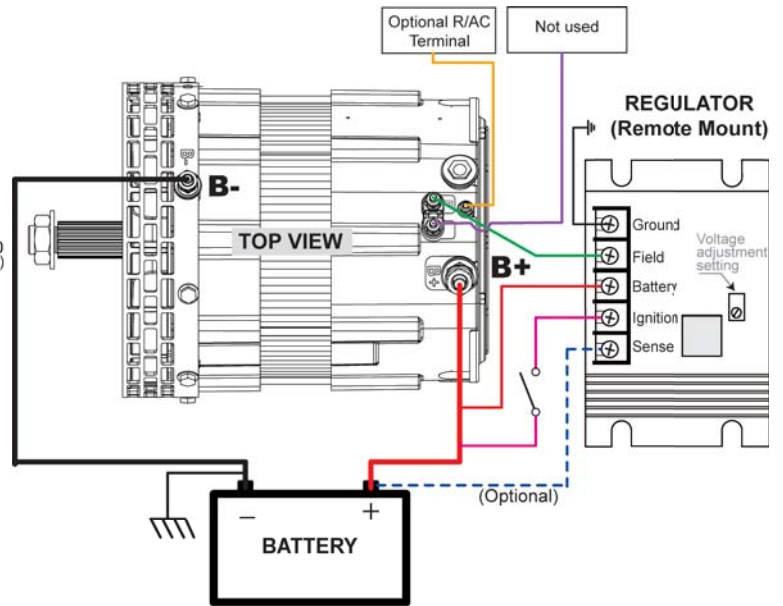 Optional R/AC
Terminal
Not used
REGULATOR
(Remote Mount)
B-
B-
TOP VIEW
B+
B+
Ground
Field
Battery
Ignition
Sense
Voltage
adjustment
setting
(Optional)
− +
BATTERY